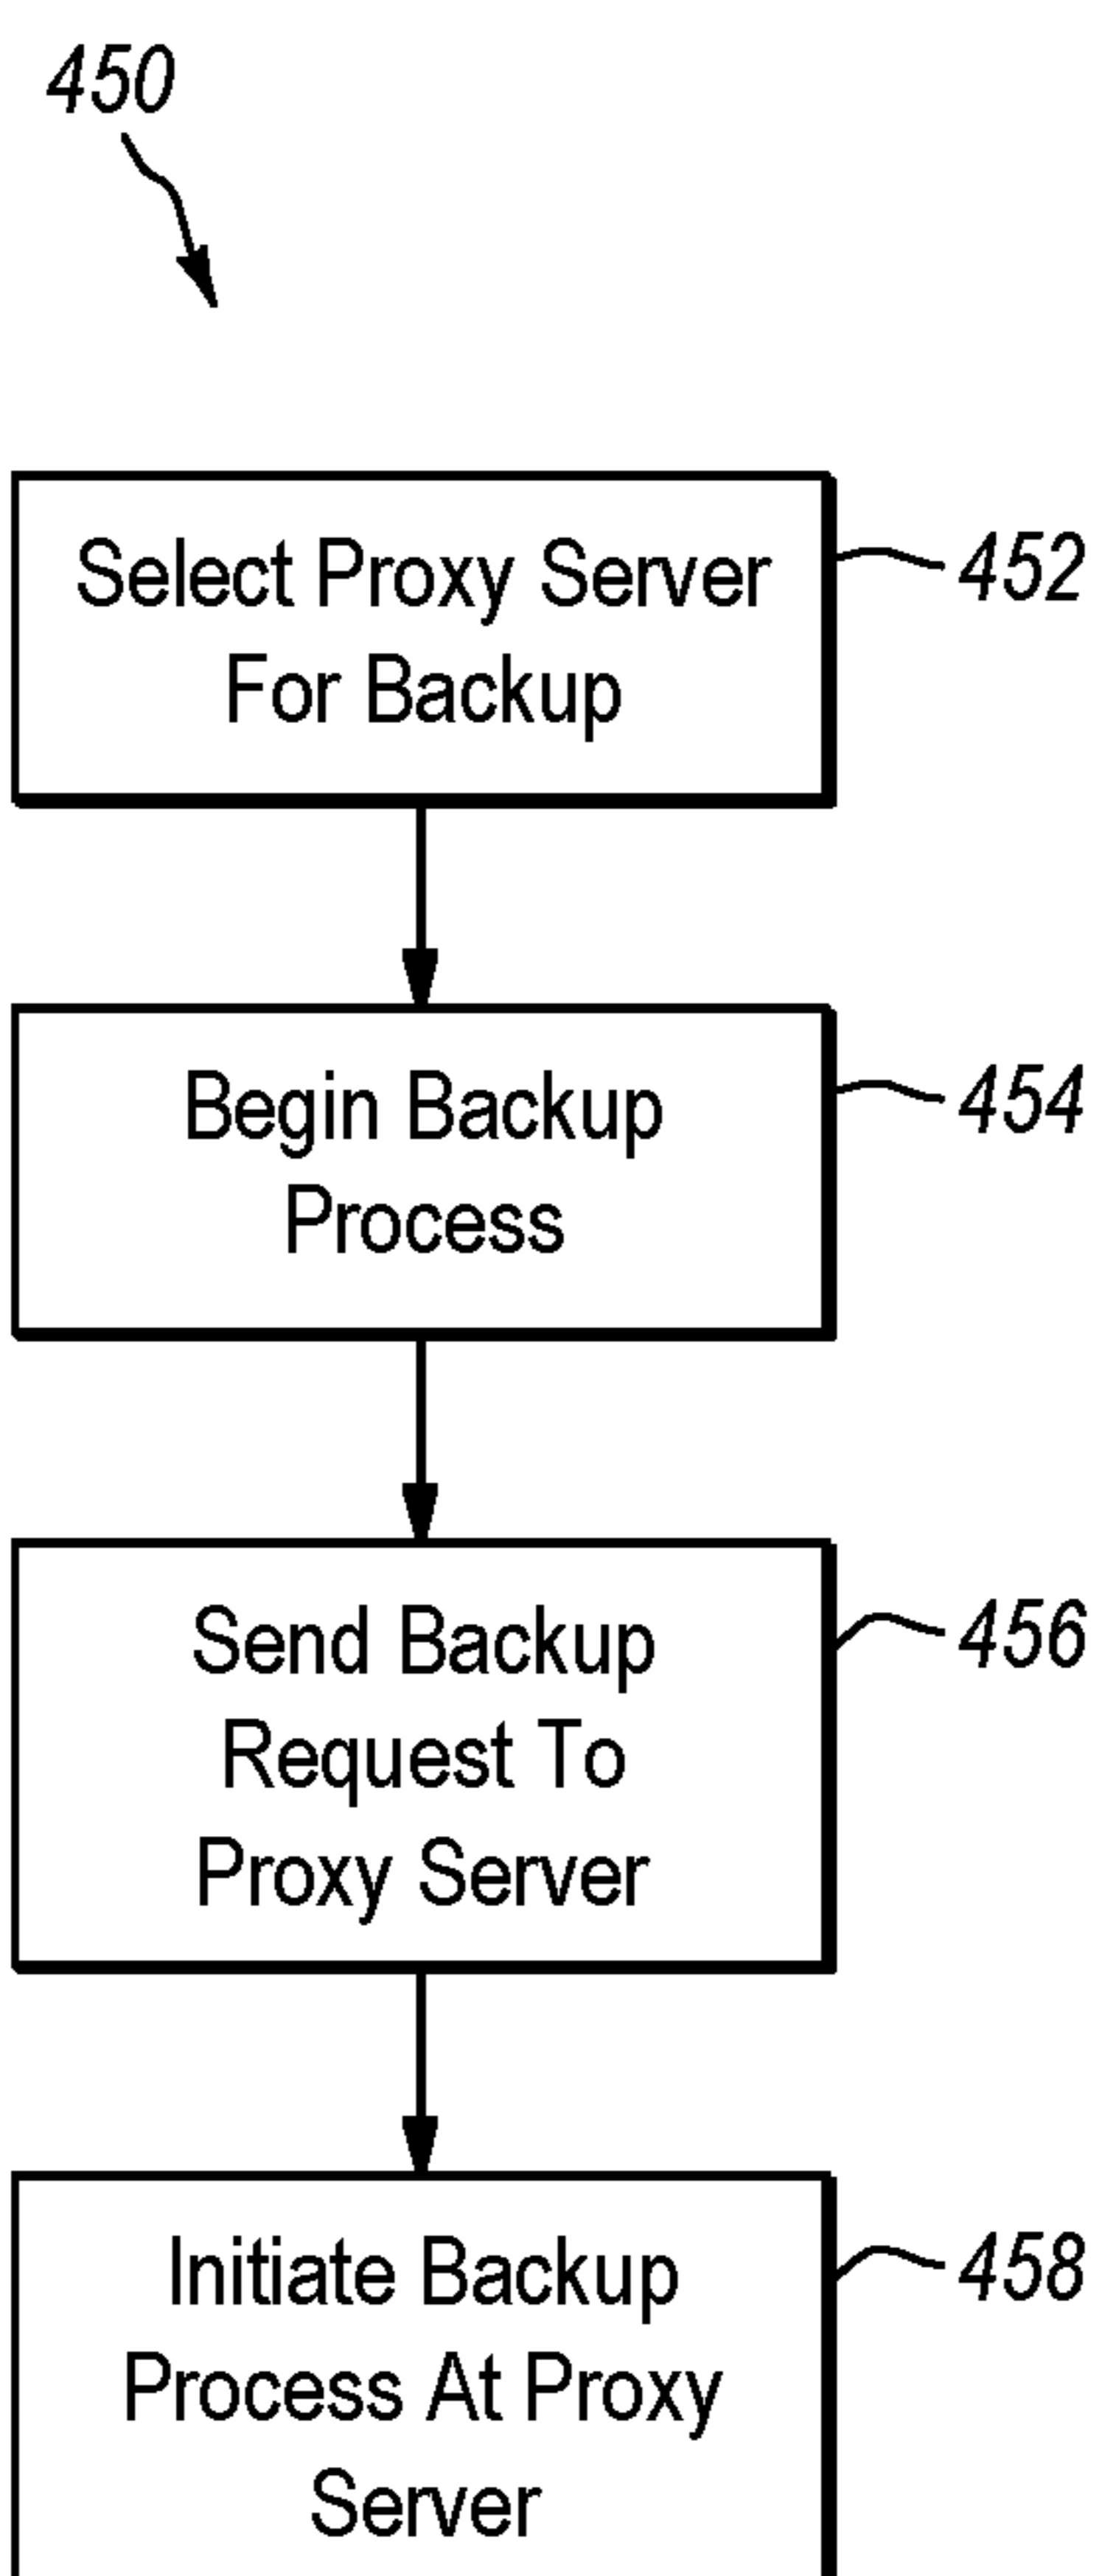 450
Select Proxy Server
For Backup
452
Begin Backup
Process
454
Send Backup
Request To
Proxy Server
456
Initiate Backup
Process At Proxy
Server
458